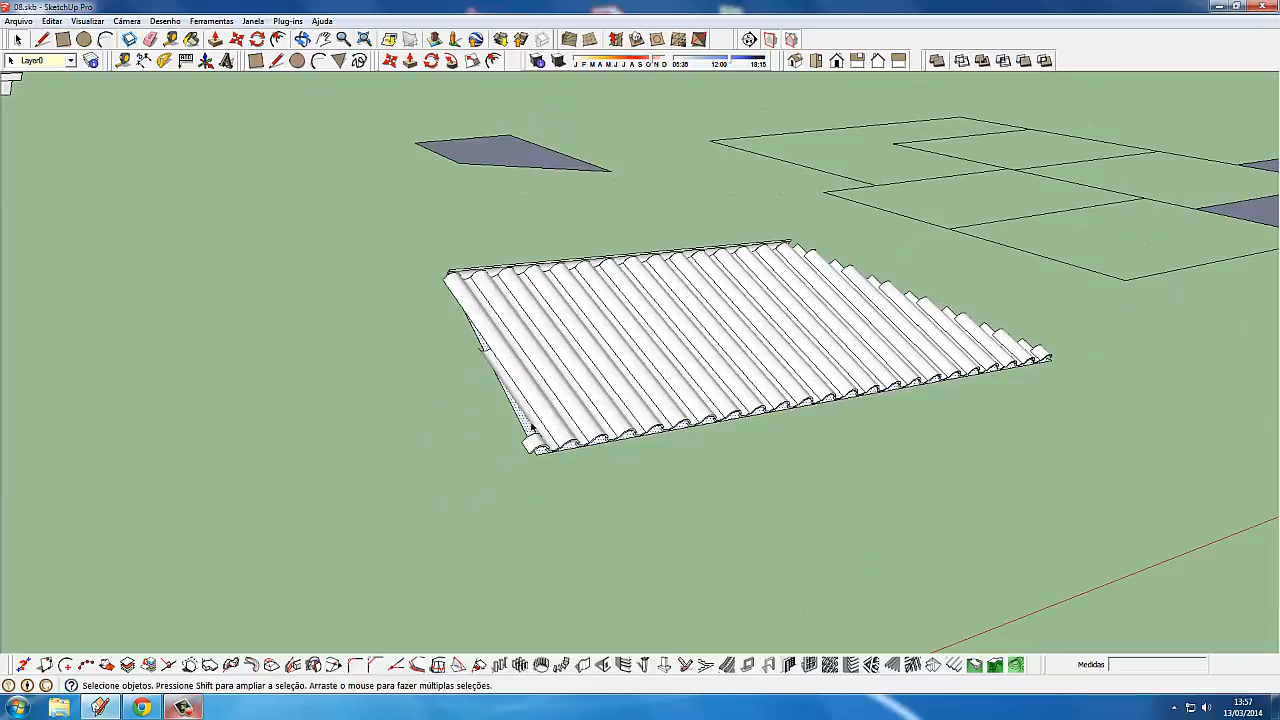 08.skb - SketchUp Pro
Arquivo Editar Visualizar Câmera Desenho Ferramentas Janela Plug-ins Ajuda
Layer0
J F M A M J J A S O N D
06:36 12:00 18:15
Medidas
Selecione objetos. Pressione Shift para ampliar a seleção. Arraste o mouse para fazer múltiplas seleções.
13:57
13/03/2014